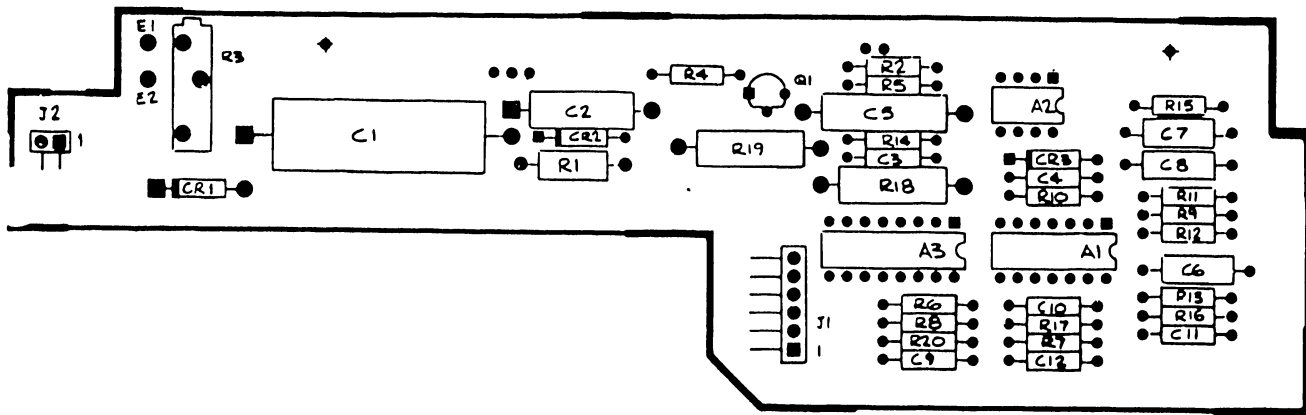 E1
R3
E2
J2
1
CR1
C1
C2
CR2
R1
R4
Q1
R19
R2
R5
C5
R14
C3
R18
A2
CR3
C4
R10
R15
C7
C8
R11
R9
R12
A3
A1
C6
J1
1
R6
R8
R20
C9
C10
R17
R7
C12
R13
R16
C11